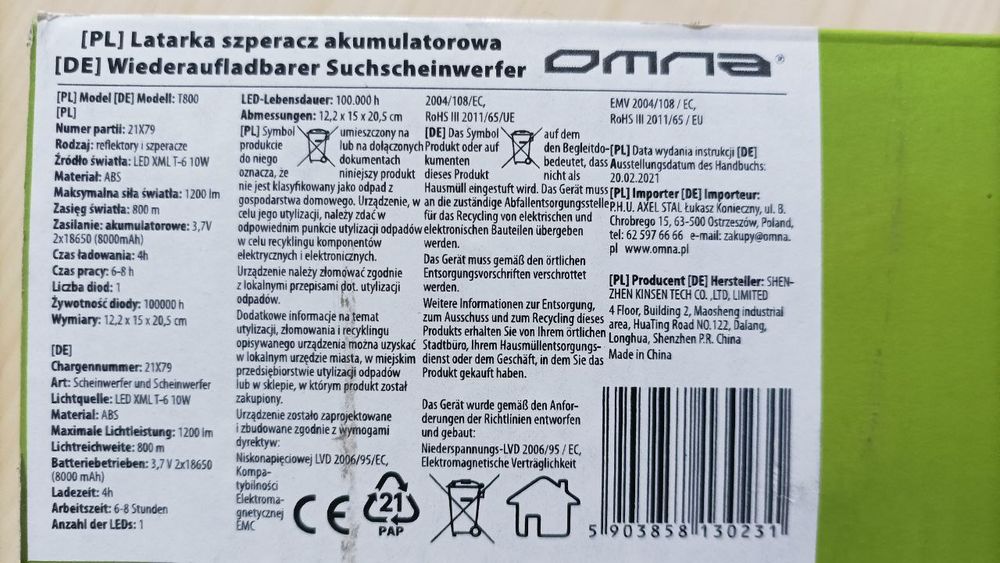 [PL] Latarka szperacz akumulatorowa
[DE] Wiederaufladbarer Suchscheinwerfer
omna®
[PL] Model [DE] Modell: T800
[PL]
Numer partii: 21X79
Rodzaj: reflektory i szperacze
Źródło światła: LED XML T-6 10W
Materiał: ABS
Maksymalna siła światła: 1200 lm
Zasięg światła: 800 m
Zasilanie: akumulatorowe: 3,7V
2x18650 (8000mAh)
Czas ładowania: 4h
Czas pracy: 6-8 h
Liczba diod: 1
Żywotność diody: 100000 h
Wymiary: 12,2 x 15 x 20,5 cm
[DE]
Chargennummer: 21X79
Art: Scheinwerfer und Scheinwerfer
Lichtquelle: LED XML T-6 10W
Material: ABS
Maximale Lichtleistung: 1200 lm
Lichtreichweite: 800 m
Batteriebetrieben: 3,7 V 2x18650
(8000 mAh)
Ladezeit: 4h
Arbeitszeit: 6-8 Stunden
Anzahl der LEDs: 1
LED-Lebensdauer: 100.000 h
Abmessungen: 12,2 x 15 x 20,5 cm
[PL] Symbol umieszczony na
produkcie lub na dołączonych
do niego dokumentach
oznacza, że niniejszy produkt
nie jest klasyfikowany jako odpad z
gospodarstwa domowego. Urządzenie, w
celu jego utylizacji, należy zdać w
odpowiednim punkcie utylizacji odpadów
w celu recyklingu komponentów
elektrycznych i elektronicznych.
Urządzenie należy złomować zgodnie
z lokalnymi przepisami dot. utylizacji
odpadów.
Dodatkowe informacje na temat
utylizacji, złomowania i recyklingu
opisywanego urządzenia można uzyskać
w lokalnym urzędzie miasta, w miejskim
przedsiębiorstwie utylizacji odpadów
lub w sklepie, w którym produkt został
zakupiony.
Urządzenie zostało zaprojektowane
i zbudowane zgodnie z wymogami
dyrektyw:
Niskonapięciowej LVD 2006/95/EC,
Kompa-
tybilności
Elektroma-
gnetycznej
EMC
CE
21
PAP
2004/108/EC,
RoHS III 2011/65/UE
[DE] Das Symbol auf dem
Produkt oder auf den Begleitdo-
kumenten bedeutet, dass
dieses Produkt nicht als
Hausmüll eingestuft wird. Das Gerät muss
an die zuständige Abfallentsorgungsstelle
für das Recycling von elektrischen und
elektronischen Bauteilen übergeben
werden.
Das Gerät muss gemäß den örtlichen
Entsorgungsvorschriften verschrottet
werden.
Weitere Informationen zur Entsorgung,
zum Ausschuss und zum Recycling dieses
Produkts erhalten Sie von Ihrem örtlichen
Stadtbüro, Ihrem Hausmüllentsorgungs-
dienst oder dem Geschäft, in dem Sie das
Produkt gekauft haben.
Das Gerät wurde gemäß den Anfor-
derungen der Richtlinien entworfen
und gebaut:
Niederspannungs-LVD 2006/95 / EC,
Elektromagnetische Verträglichkeit
EMV 2004/108 / EC,
RoHS III 2011/65 / EU
[PL] Data wydania instrukcji [DE]
Ausstellungsdatum des Handbuchs:
20.02.2021
[PL] Importer [DE] Importeur:
P.H.U. AXEL STAL Łukasz Konieczny, ul. B.
Chrobrego 15, 63-500 Ostrzeszów, Poland,
tel: 62 597 66 66 e-mail: zakupy@omna.
pl www.omna.pl
[PL] Producent [DE] Hersteller: SHEN-
ZHEN KINSEN TECH CO. ,LTD, LIMITED
4 Floor, Building 2, Maosheng industrial
area, HuaTing Road NO.122, Dalang,
Longhua, Shenzhen P.R. China
Made in China
5 903858 130231